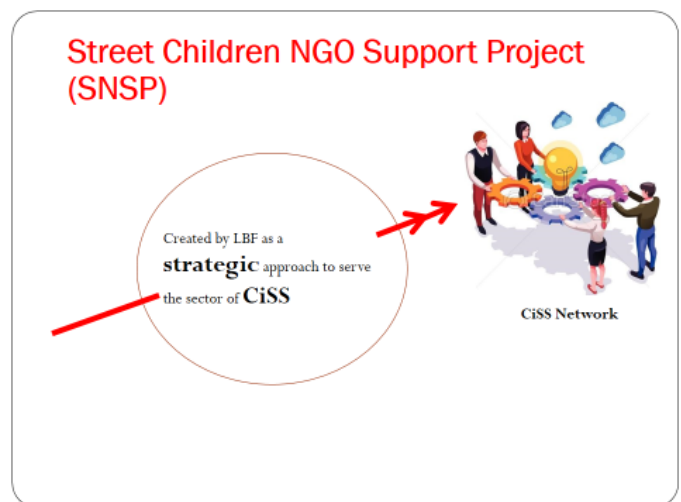 Street Children NGO Support Project
(SNSP)
Created by LBF as a
strategic approach to serve
the sector of CiSS
CiSS Network